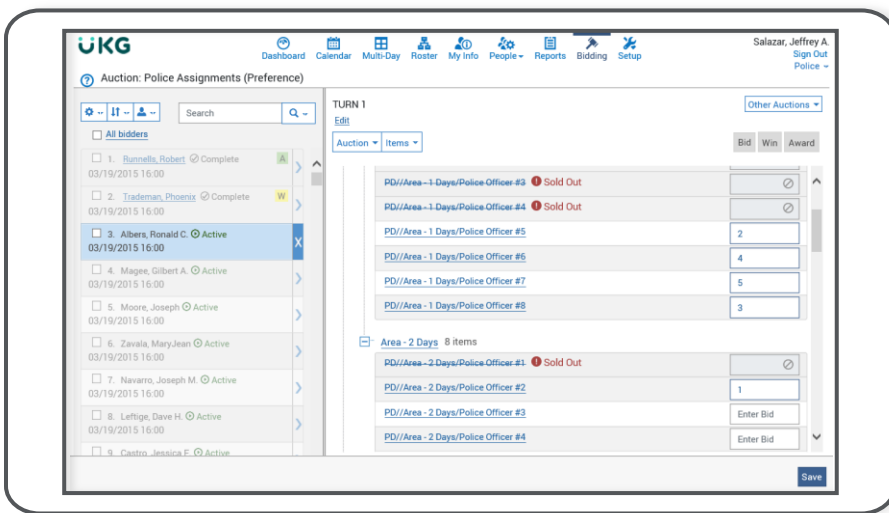 UKG
Dashboard Calendar Multi-Day Roster My Info People Reports Bidding Setup
Salazar, Jeffrey A.
Sign Out
Police
? Auction: Police Assignments (Preference)
Search
All bidders
1. Runnells, Robert Complete A
03/19/2015 16:00
2. Trademan, Phoenix Complete W
03/19/2015 16:00
3. Albers, Ronald C. Active X
03/19/2015 16:00
4. Magee, Gilbert A. Active
03/19/2015 16:00
5. Moore, Joseph Active
03/19/2015 16:00
6. Zavala, MaryJean Active
03/19/2015 16:00
7. Navarro, Joseph M. Active
03/19/2015 16:00
8. Leftige, Dave H. Active
03/19/2015 16:00
9. Castro, Jessica F. Active
TURN 1
Other Auctions
Edit
Auction Items
Bid Win Award
PD//Area - 1 Days/Police Officer #3 Sold Out
PD//Area - 1 Days/Police Officer #4 Sold Out
PD//Area - 1 Days/Police Officer #5 2
PD//Area - 1 Days/Police Officer #6 4
PD//Area - 1 Days/Police Officer #7 5
PD//Area - 1 Days/Police Officer #8 3
Area - 2 Days 8 items
PD//Area - 2 Days/Police Officer #1 Sold Out
PD//Area - 2 Days/Police Officer #2 1
PD//Area - 2 Days/Police Officer #3 Enter Bid
PD//Area - 2 Days/Police Officer #4 Enter Bid
Save